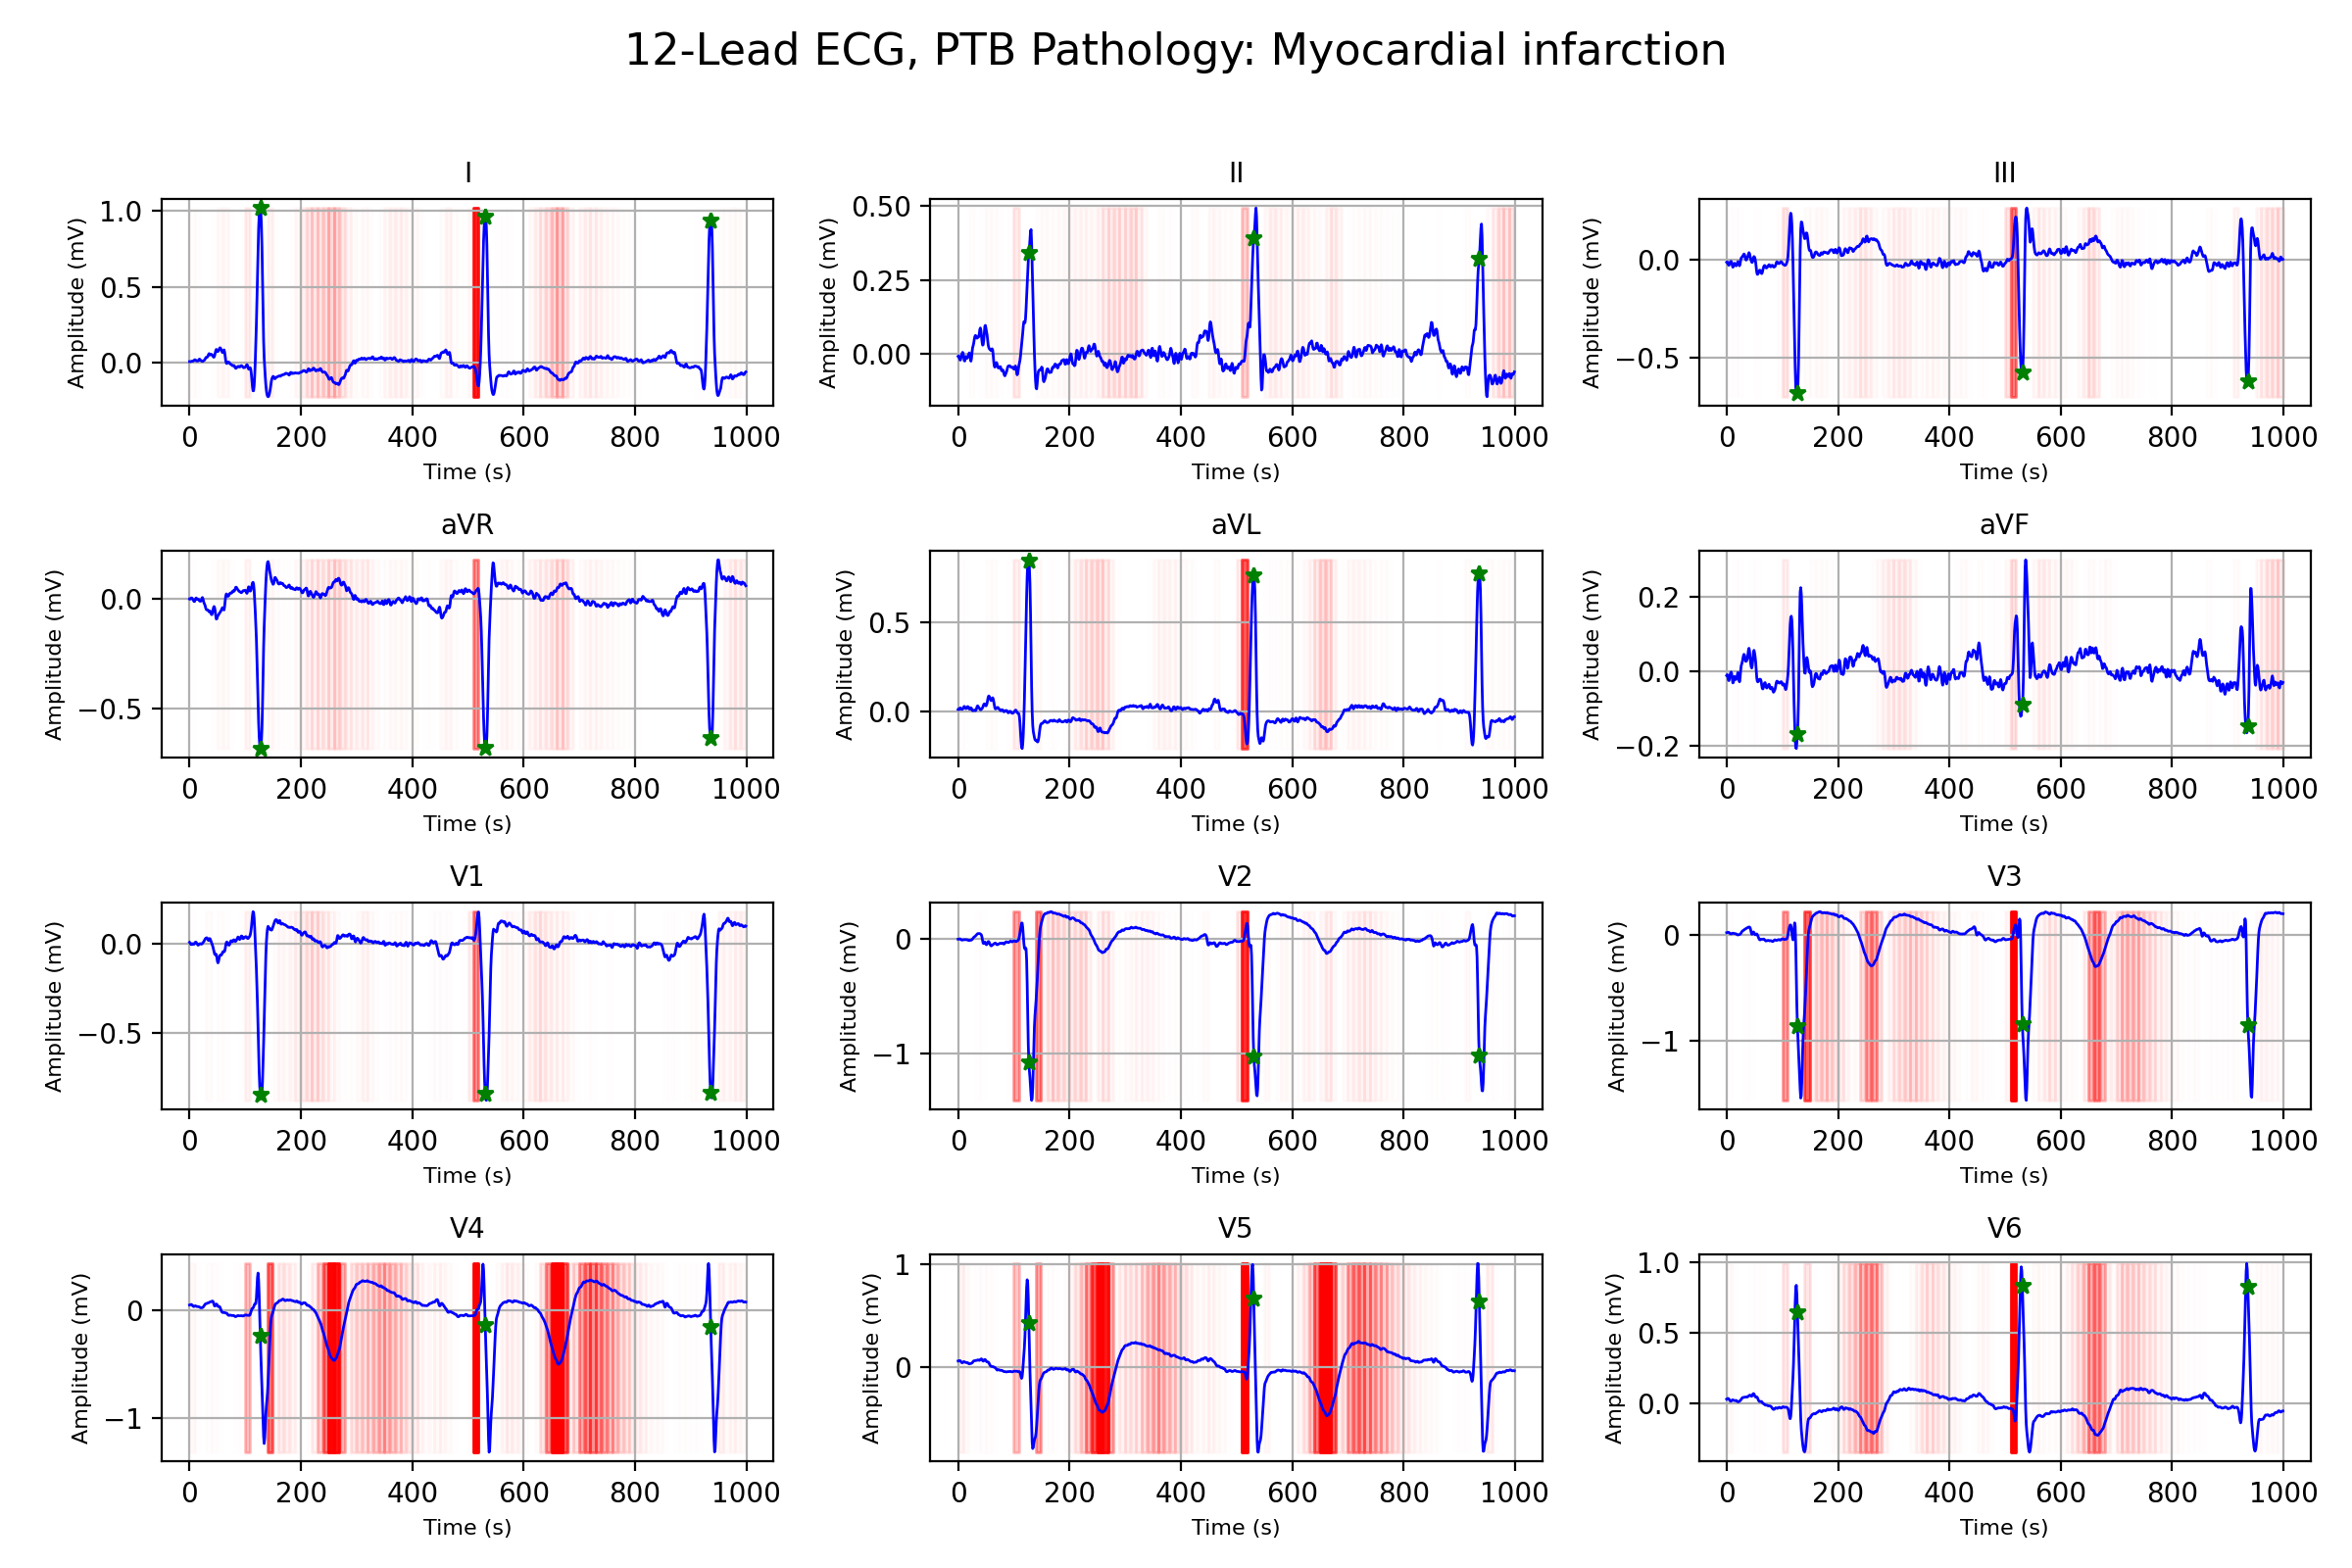 12-Lead ECG, PTB Pathology: Myocardial infarction
I
II
III
Amplitude (mV)
1.0
0.5
0.0
Amplitude (mV)
0.50
0.25
0.00
Amplitude (mV)
0.0
−0.5
0 200 400 600 800 1000
0 200 400 600 800 1000
0 200 400 600 800 1000
Time (s)
Time (s)
Time (s)
aVR
aVL
aVF
Amplitude (mV)
0.0
−0.5
Amplitude (mV)
0.5
0.0
Amplitude (mV)
0.2
0.0
−0.2
0 200 400 600 800 1000
0 200 400 600 800 1000
0 200 400 600 800 1000
Time (s)
Time (s)
Time (s)
V1
V2
V3
Amplitude (mV)
0.0
−0.5
Amplitude (mV)
0
−1
Amplitude (mV)
0
−1
0 200 400 600 800 1000
0 200 400 600 800 1000
0 200 400 600 800 1000
Time (s)
Time (s)
Time (s)
V4
V5
V6
Amplitude (mV)
0
−1
Amplitude (mV)
1
0
Amplitude (mV)
1.0
0.5
0.0
0 200 400 600 800 1000
0 200 400 600 800 1000
0 200 400 600 800 1000
Time (s)
Time (s)
Time (s)